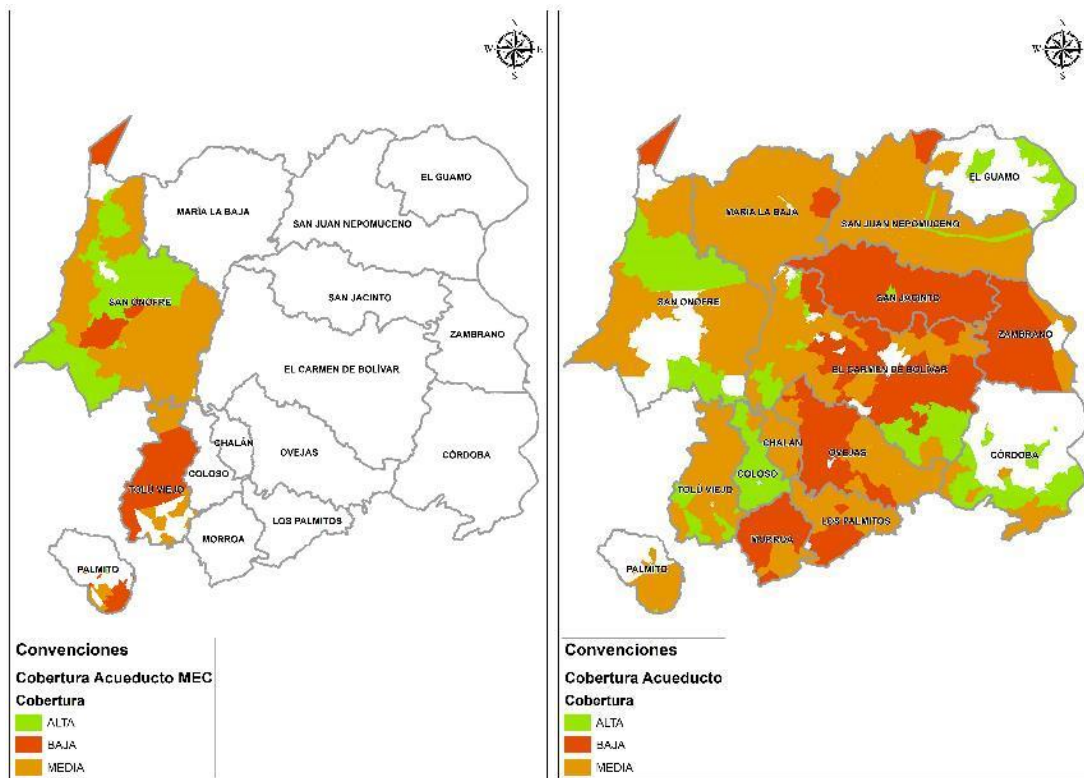 N
W E
S
EL GUAMO
MARÍA LA BAJA
SAN JUAN NEPOMUCENO
SAN JACINTO
SAN ONOFRE
ZAMBRANO
EL CARMEN DE BOLÍVAR
CHALÁN
OVEJAS
CÓRDOBA
COLOSO
TOLÚ VIEJO
LOS PALMITOS
MORROA
PALMITO
Convenciones
Cobertura Acueducto MEC
Cobertura
ALTA
BAJA
MEDIA
N
W E
S
EL GUAMO
MARÍA LA BAJA
SAN JUAN NEPOMUCENO
SAN JACINTO
SAN ONOFRE
ZAMBRANO
EL CARMEN DE BOLÍVAR
CHALÁN
OVEJAS
CÓRDOBA
COLOSO
TOLÚ VIEJO
LOS PALMITOS
MORROA
PALMITO
Convenciones
Cobertura Acueducto
Cobertura
ALTA
BAJA
MEDIA